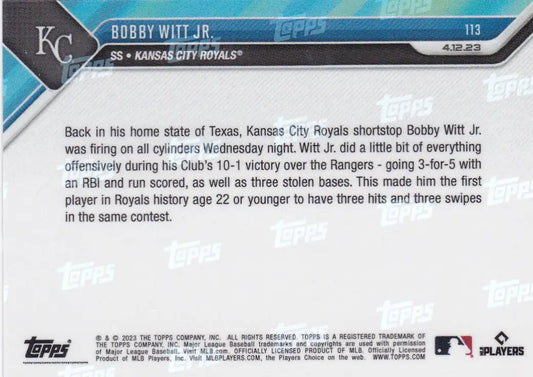 KC
BOBBY WITT JR.
113
SS • KANSAS CITY ROYALS®
4.12.23
Back in his home state of Texas, Kansas City Royals shortstop Bobby Witt Jr.
was firing on all cylinders Wednesday night. Witt Jr. did a little bit of everything
offensively during his Club's 10-1 victory over the Rangers - going 3-for-5 with
an RBI and run scored, as well as three stolen bases. This made him the first
player in Royals history age 22 or younger to have three hits and three swipes
in the same contest.
Topps
® & © 2023 THE TOPPS COMPANY, INC. ALL RIGHTS RESERVED. TOPPS IS A REGISTERED TRADEMARK OF
THE TOPPS COMPANY, INC. Major League Baseball trademarks and copyrights are used with permission
of Major League Baseball. Visit MLB.com. OFFICIALLY LICENSED PRODUCT OF MLB. Officially Licensed
Product of MLB Players, Inc. Visit MLBPLAYERS.com, the Players Choice on the web. WWW.TOPPS.COM
MLB PLAYERS